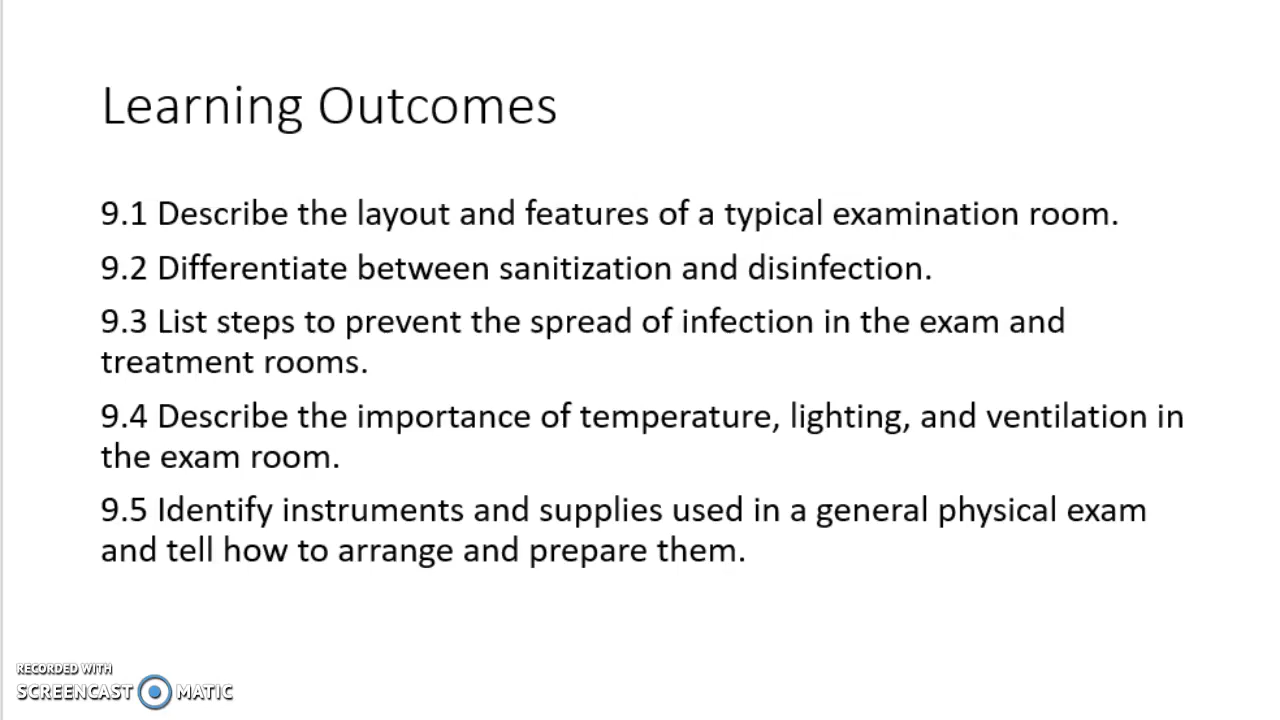 Learning Outcomes
9.1 Describe the layout and features of a typical examination room.
9.2 Differentiate between sanitization and disinfection.
9.3 List steps to prevent the spread of infection in the exam and
treatment rooms.
9.4 Describe the importance of temperature, lighting, and ventilation in
the exam room.
9.5 Identify instruments and supplies used in a general physical exam
and tell how to arrange and prepare them.
RECORDED WITH
SCREENCAST MATIC